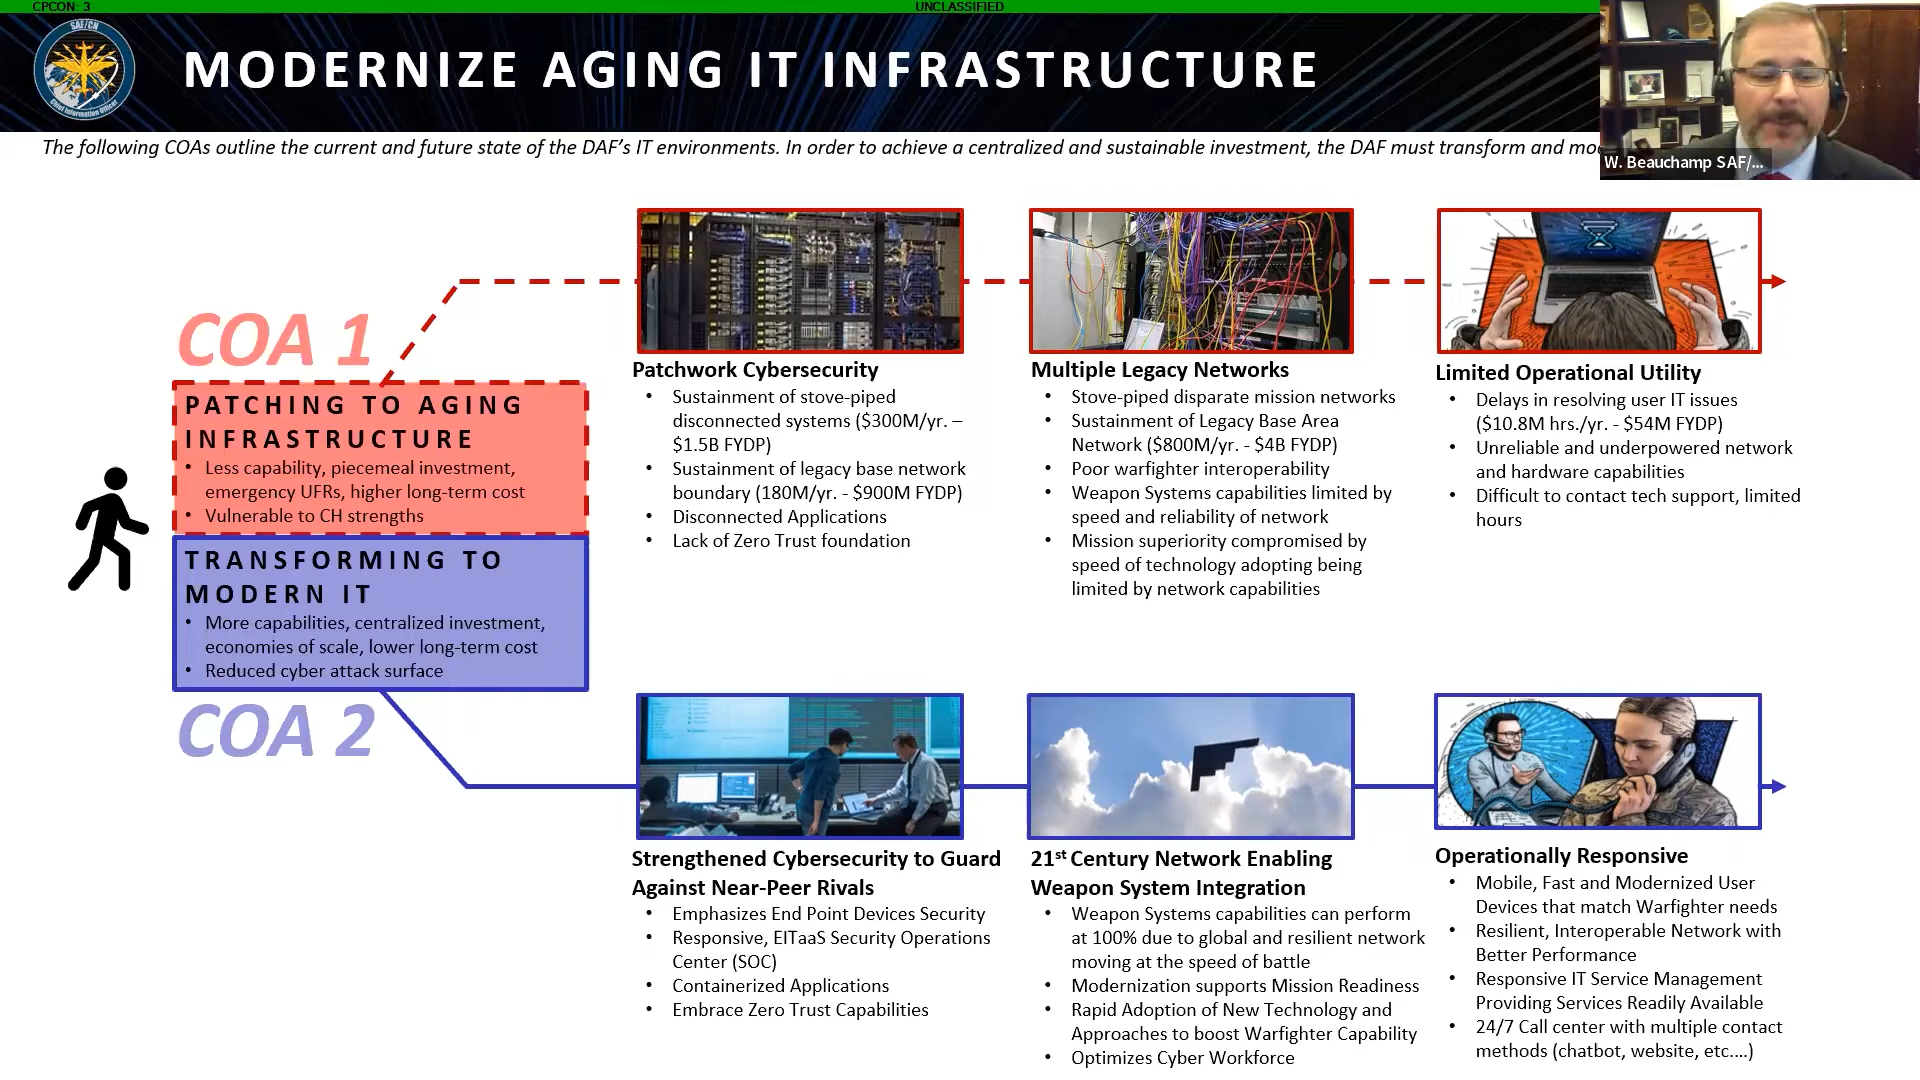 CPCON: 3
UNCLASSIFIED
SAF/CN
Chief Information Officer
MODERNIZE AGING IT INFRASTRUCTURE
The following COAs outline the current and future state of the DAF's IT environments. In order to achieve a centralized and sustainable investment, the DAF must transform and
W. Beauchamp SAF/...
COA 1
PATCHING TO AGING
INFRASTRUCTURE
• Less capability, piecemeal investment,
emergency UFRs, higher long-term cost
• Vulnerable to CH strengths
TRANSFORMING TO
MODERN IT
• More capabilities, centralized investment,
economies of scale, lower long-term cost
• Reduced cyber attack surface
COA 2
Patchwork Cybersecurity
• Sustainment of stove-piped
disconnected systems ($300M/yr. –
$1.5B FYDP)
• Sustainment of legacy base network
boundary (180M/yr. - $900M FYDP)
• Disconnected Applications
• Lack of Zero Trust foundation
Multiple Legacy Networks
• Stove-piped disparate mission networks
• Sustainment of Legacy Base Area
Network ($800M/yr. - $4B FYDP)
• Poor warfighter interoperability
• Weapon Systems capabilities limited by
speed and reliability of network
• Mission superiority compromised by
speed of technology adopting being
limited by network capabilities
Limited Operational Utility
• Delays in resolving user IT issues
($10.8M hrs./yr. - $54M FYDP)
• Unreliable and underpowered network
and hardware capabilities
• Difficult to contact tech support, limited
hours
Strengthened Cybersecurity to Guard
Against Near-Peer Rivals
• Emphasizes End Point Devices Security
• Responsive, EITaaS Security Operations
Center (SOC)
• Containerized Applications
• Embrace Zero Trust Capabilities
21st Century Network Enabling
Weapon System Integration
• Weapon Systems capabilities can perform
at 100% due to global and resilient network
moving at the speed of battle
• Modernization supports Mission Readiness
• Rapid Adoption of New Technology and
Approaches to boost Warfighter Capability
• Optimizes Cyber Workforce
Operationally Responsive
• Mobile, Fast and Modernized User
Devices that match Warfighter needs
• Resilient, Interoperable Network with
Better Performance
• Responsive IT Service Management
Providing Services Readily Available
• 24/7 Call center with multiple contact
methods (chatbot, website, etc....)